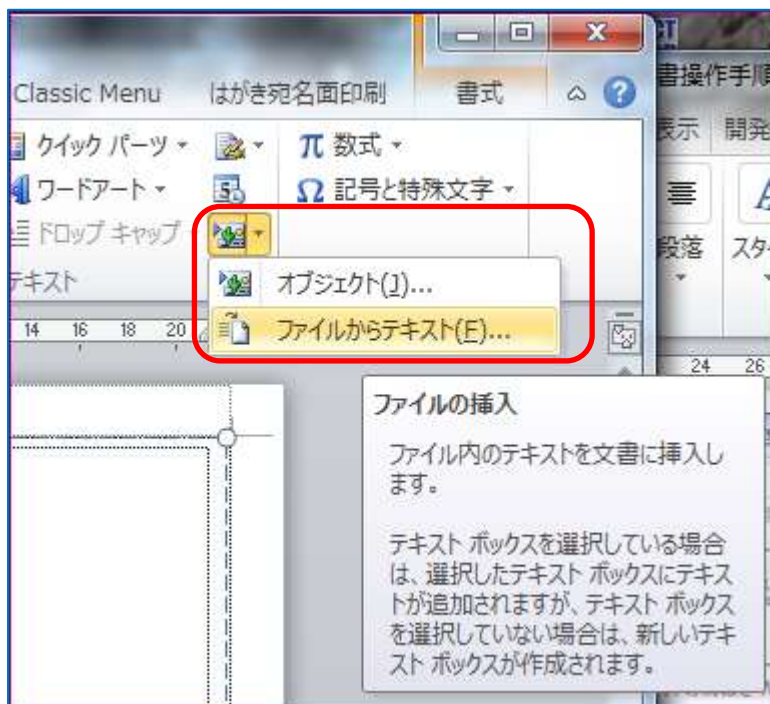 CT
Classic Menu はがき宛名面印刷 書式
書操作手順
表示 開発
クイック パーツ
π 数式
ワードアート
Ω 記号と特殊文字
ドロップ キャップ
段落
スタ
テキスト
オブジェクト(J)...
ファイルからテキスト(F)...
14 16 18 20
24 26
ファイルの挿入
ファイル内のテキストを文書に挿入し
ます。
テキスト ボックスを選択している場合
は、選択したテキスト ボックスにテキス
トが追加されますが、テキスト ボックス
を選択していない場合は、新しいテキ
スト ボックスが作成されます。